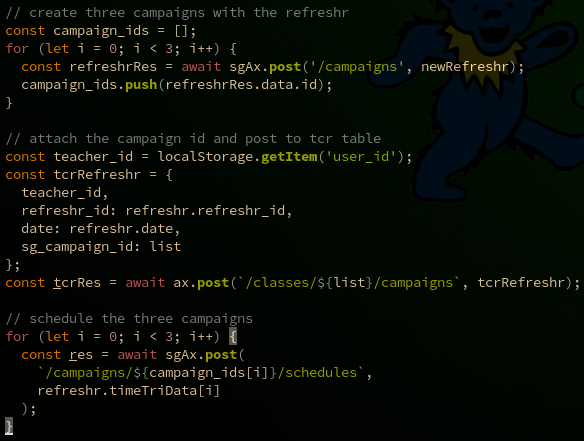 // create three campaigns with the refreshr
const campaign_ids = [];
for (let i = 0; i < 3; i++) {
  const refreshrRes = await sgAx.post('/campaigns', newRefreshr);
  campaign_ids.push(refreshrRes.data.id);
}

// attach the campaign id and post to tcr table
const teacher_id = localStorage.getItem('user_id');
const tcrRefreshr = {
  teacher_id,
  refreshr_id: refreshr.refreshr_id,
  date: refreshr.date,
  sg_campaign_id: list
};
const tcrRes = await ax.post(`/classes/${list}/campaigns`, tcrRefreshr);

// schedule the three campaigns
for (let i = 0; i < 3; i++) {
  const res = await sgAx.post(
    `/campaigns/${campaign_ids[i]}/schedules`,
    refreshr.timeTriData[i]
  );
}